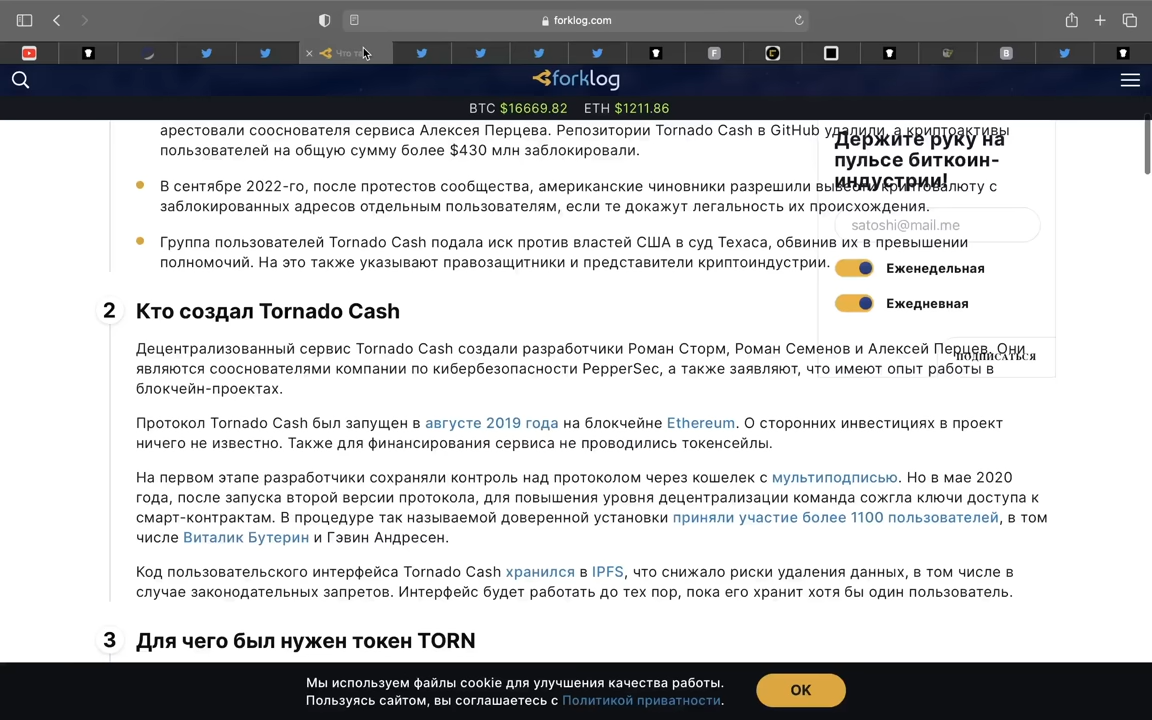 forklog.com
Что т
forklog
BTC $16669.82 ETH $1211.86
арестовали сооснователя сервиса Алексея Перцева. Репозитории Tornado Cash в GitHub удалили, а криптоактивы
пользователей на общую сумму более $430 млн заблокировали.
В сентябре 2022-го, после протестов сообщества, американские чиновники разрешили вывести криптовалюту с
заблокированных адресов отдельным пользователям, если те докажут легальность их происхождения.
Группа пользователей Tornado Cash подала иск против властей США в суд Техаса, обвинив их в превышении
полномочий. На это также указывают правозащитники и представители криптоиндустрии.
Держите руку на
пульсе биткоин-
индустрии!
satoshi@mail.me
Еженедельная
Ежедневная
ПОДПИСАТЬСЯ
2 Кто создал Tornado Cash
Децентрализованный сервис Tornado Cash создали разработчики Роман Сторм, Роман Семенов и Алексей Перцев. Они
являются сооснователями компании по кибербезопасности PepperSec, а также заявляют, что имеют опыт работы в
блокчейн-проектах.
Протокол Tornado Cash был запущен в августе 2019 года на блокчейне Ethereum. О сторонних инвестициях в проект
ничего не известно. Также для финансирования сервиса не проводились токенсейлы.
На первом этапе разработчики сохраняли контроль над протоколом через кошелек с мультиподписью. Но в мае 2020
года, после запуска второй версии протокола, для повышения уровня децентрализации команда сожгла ключи доступа к
смарт-контрактам. В процедуре так называемой доверенной установки приняли участие более 1100 пользователей, в том
числе Виталик Бутерин и Гэвин Андресен.
Код пользовательского интерфейса Tornado Cash хранился в IPFS, что снижало риски удаления данных, в том числе в
случае законодательных запретов. Интерфейс будет работать до тех пор, пока его хранит хотя бы один пользователь.
3 Для чего был нужен токен TORN
Мы используем файлы cookie для улучшения качества работы.
Пользуясь сайтом, вы соглашаетесь с Политикой приватности.
OK